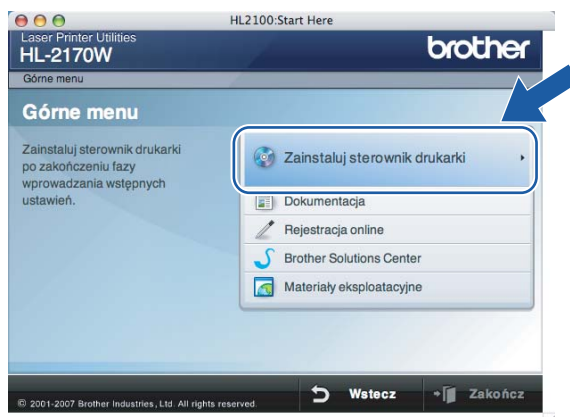 HL2100:Start Here
Laser Printer Utilities
HL-2170W
brother
Górne menu
Górne menu
Zainstaluj sterownik drukarki
po zakończeniu fazy
wprowadzania wstępnych
ustawień.
Zainstaluj sterownik drukarki
Dokumentacja
Rejestracja online
Brother Solutions Center
Materiały eksploatacyjne
© 2001-2007 Brother Industries, Ltd. All rights reserved.
Wstecz
Zakończ